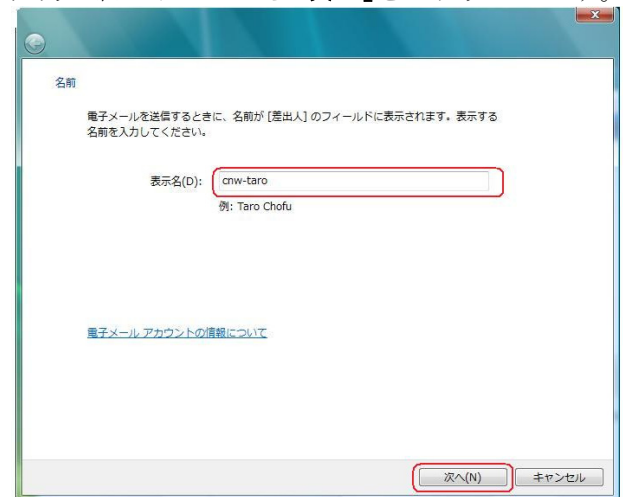 名前
電子メールを送信するときに、名前が [差出人] のフィールドに表示されます。表示する
名前を入力してください。
表示名(D): cnw-taro
例: Taro Chofu
電子メール アカウントの情報について
次へ(N) キャンセル